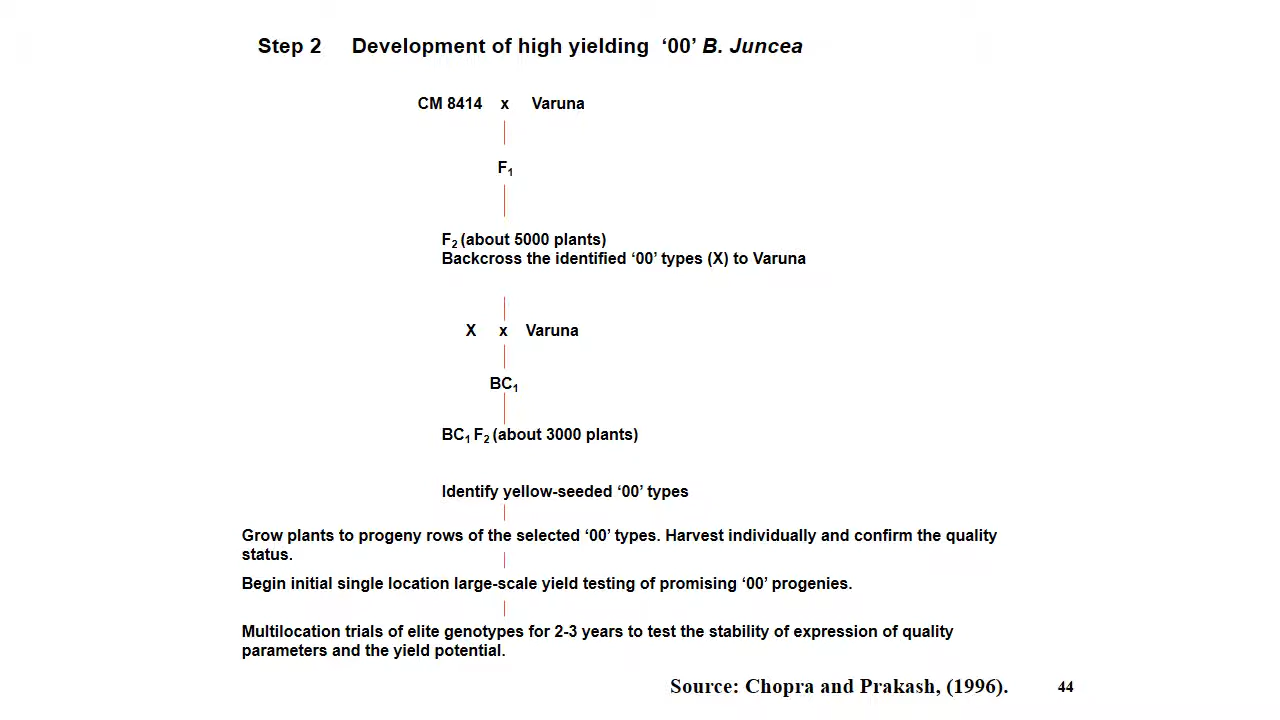 Step 2 Development of high yielding ‘00’ B. Juncea
CM 8414 x Varuna
F1
F2 (about 5000 plants)
Backcross the identified ‘00’ types (X) to Varuna
X x Varuna
BC1
BC1 F2 (about 3000 plants)
Identify yellow-seeded ‘00’ types
Grow plants to progeny rows of the selected ‘00’ types. Harvest individually and confirm the quality
status.
Begin initial single location large-scale yield testing of promising ‘00’ progenies.
Multilocation trials of elite genotypes for 2-3 years to test the stability of expression of quality
parameters and the yield potential.
Source: Chopra and Prakash, (1996).
44